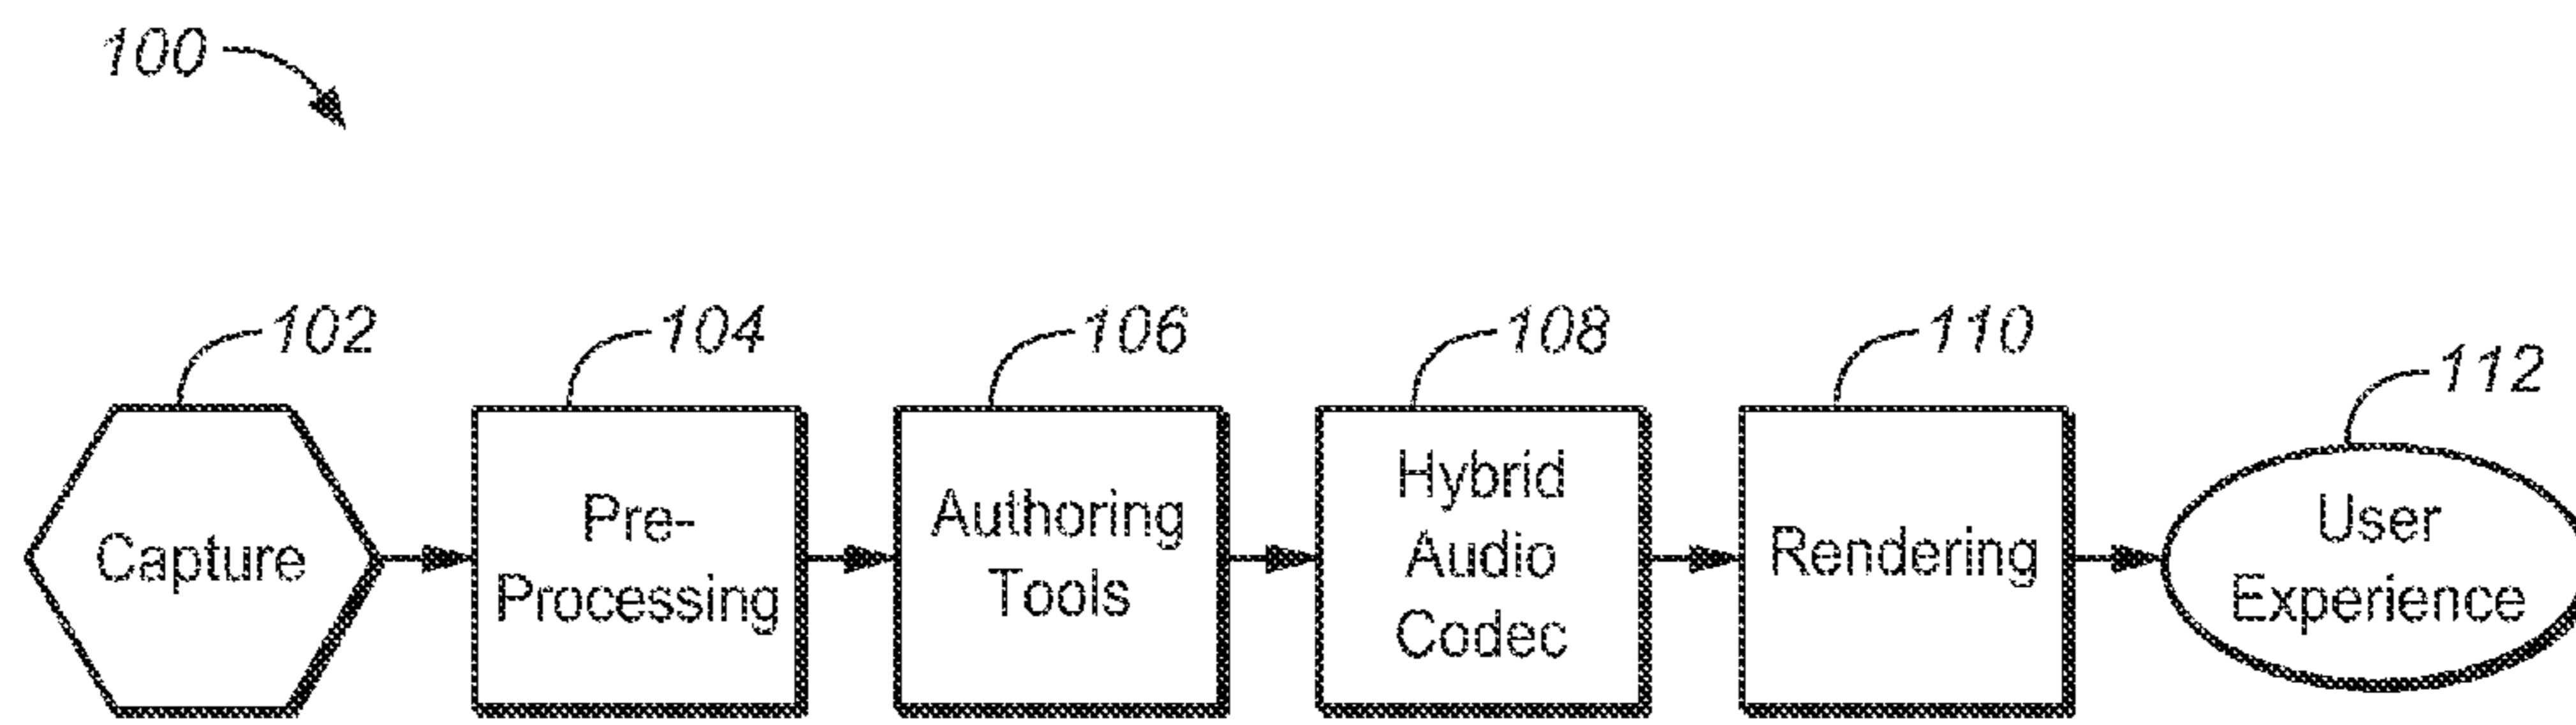 100
102
104
106
108
110
112
Capture
Pre-
Processing
Authoring
Tools
Hybrid
Audio
Codec
Rendering
User
Experience